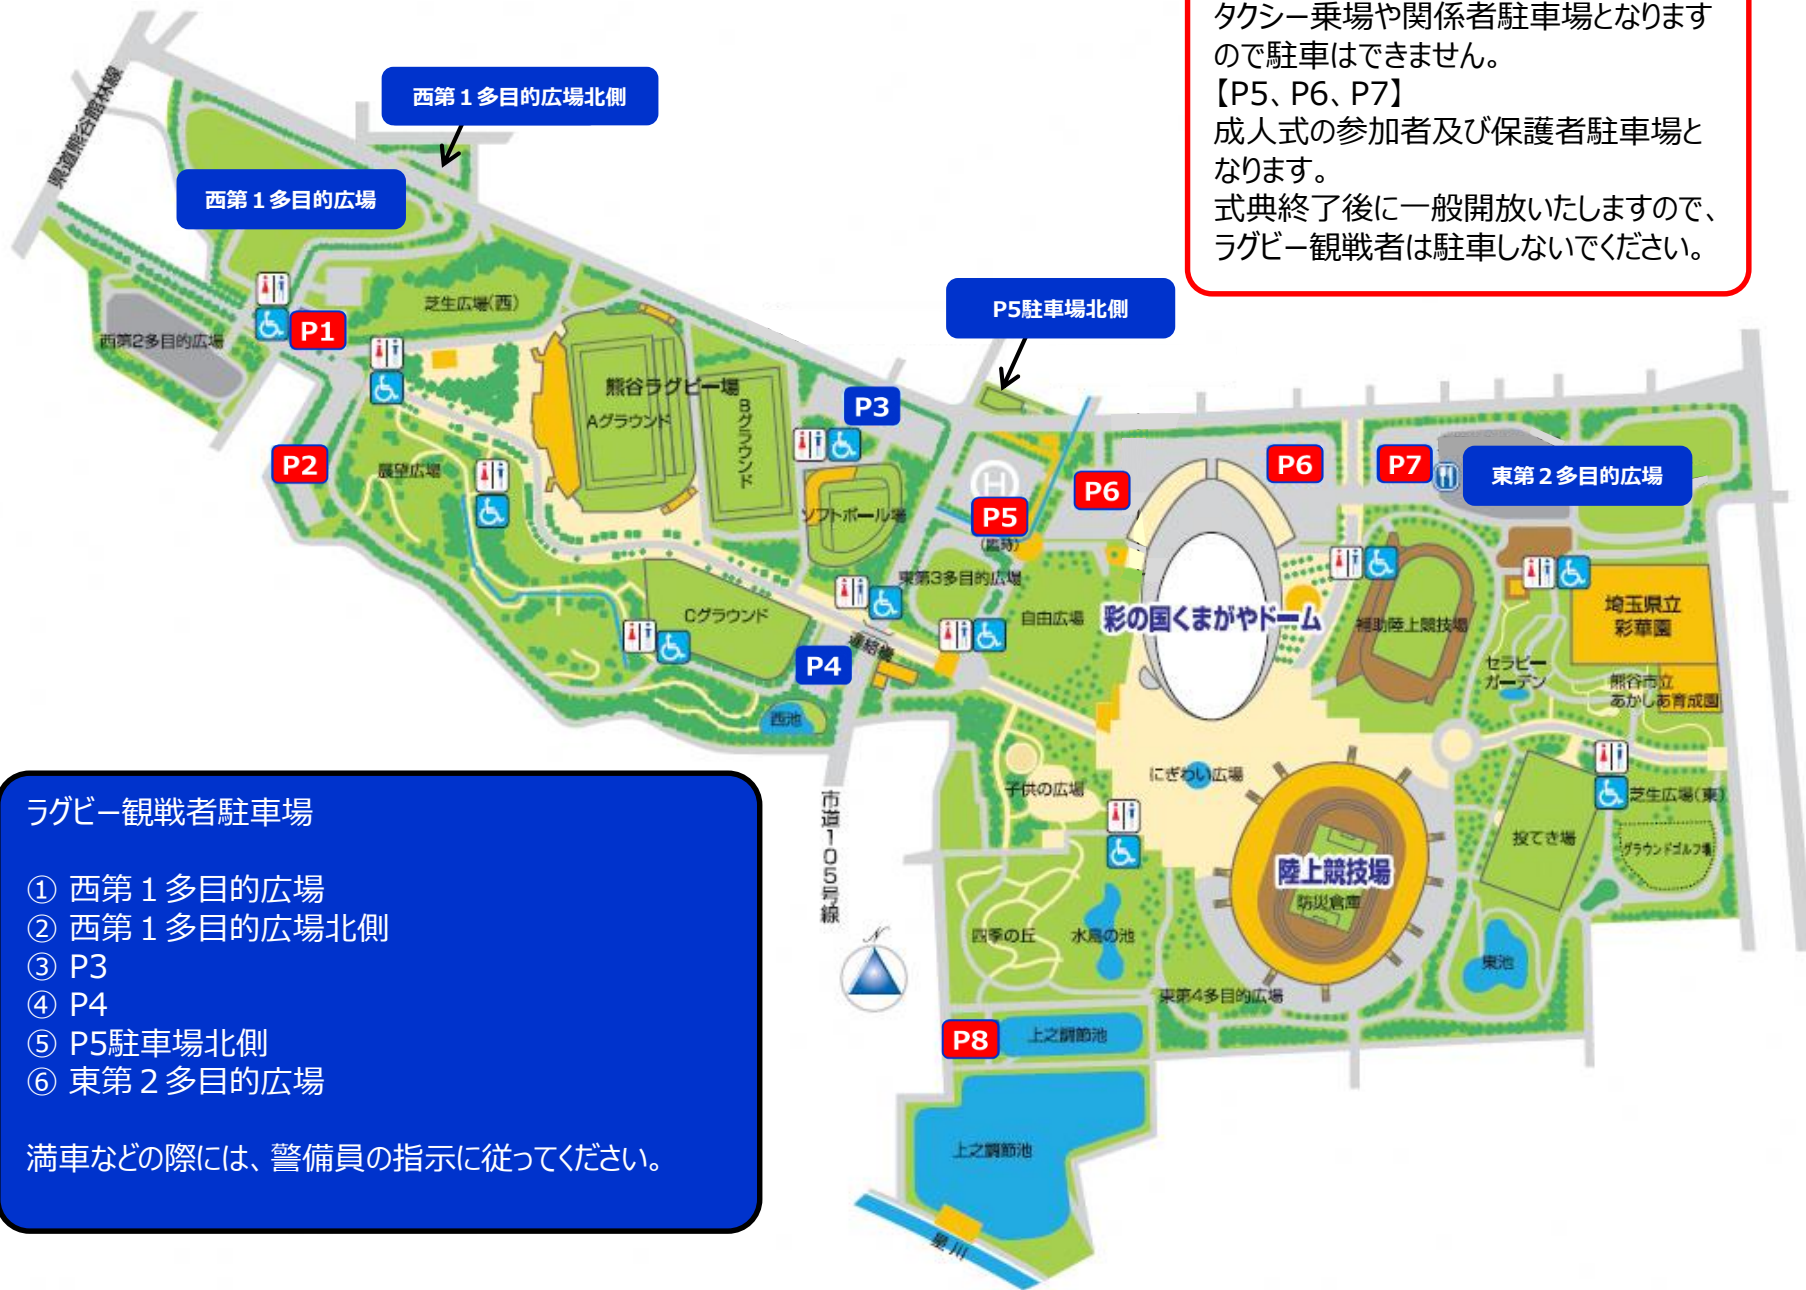 タクシー乗場や関係者駐車場となります
ので駐車はできません。
【P5、P6、P7】
成人式の参加者及び保護者駐車場と
なります。
式典終了後に一般開放いたしますので、
ラグビー観戦者は駐車しないでください。
県道熊谷館林線
西第1多目的広場北側
西第1多目的広場
P5駐車場北側
芝生広場(西)
P1
西第2多目的広場
熊谷ラグビー場
Aグラウンド
Bグラウンド
P3
P2
展望広場
ソフトボール場
H
P5
(臨時)
P6
P6
P7
東第2多目的広場
東第3多目的広場
Cグラウンド
連絡橋
P4
西池
自由広場
彩の国くまがやドーム
補助陸上競技場
埼玉県立
彩華園
セラピー
ガーデン
熊谷市立
あかしあ育成園
にぎわい広場
子供の広場
市道105号線
芝生広場(東)
投てき場
グラウンドゴルフ場
陸上競技場
防災倉庫
四季の丘
水鳥の池
東池
東第4多目的広場
N
P8
上之調節池
上之調節池
星川
ラグビー観戦者駐車場
① 西第1多目的広場
② 西第1多目的広場北側
③ P3
④ P4
⑤ P5駐車場北側
⑥ 東第2多目的広場
満車などの際には、警備員の指示に従ってください。